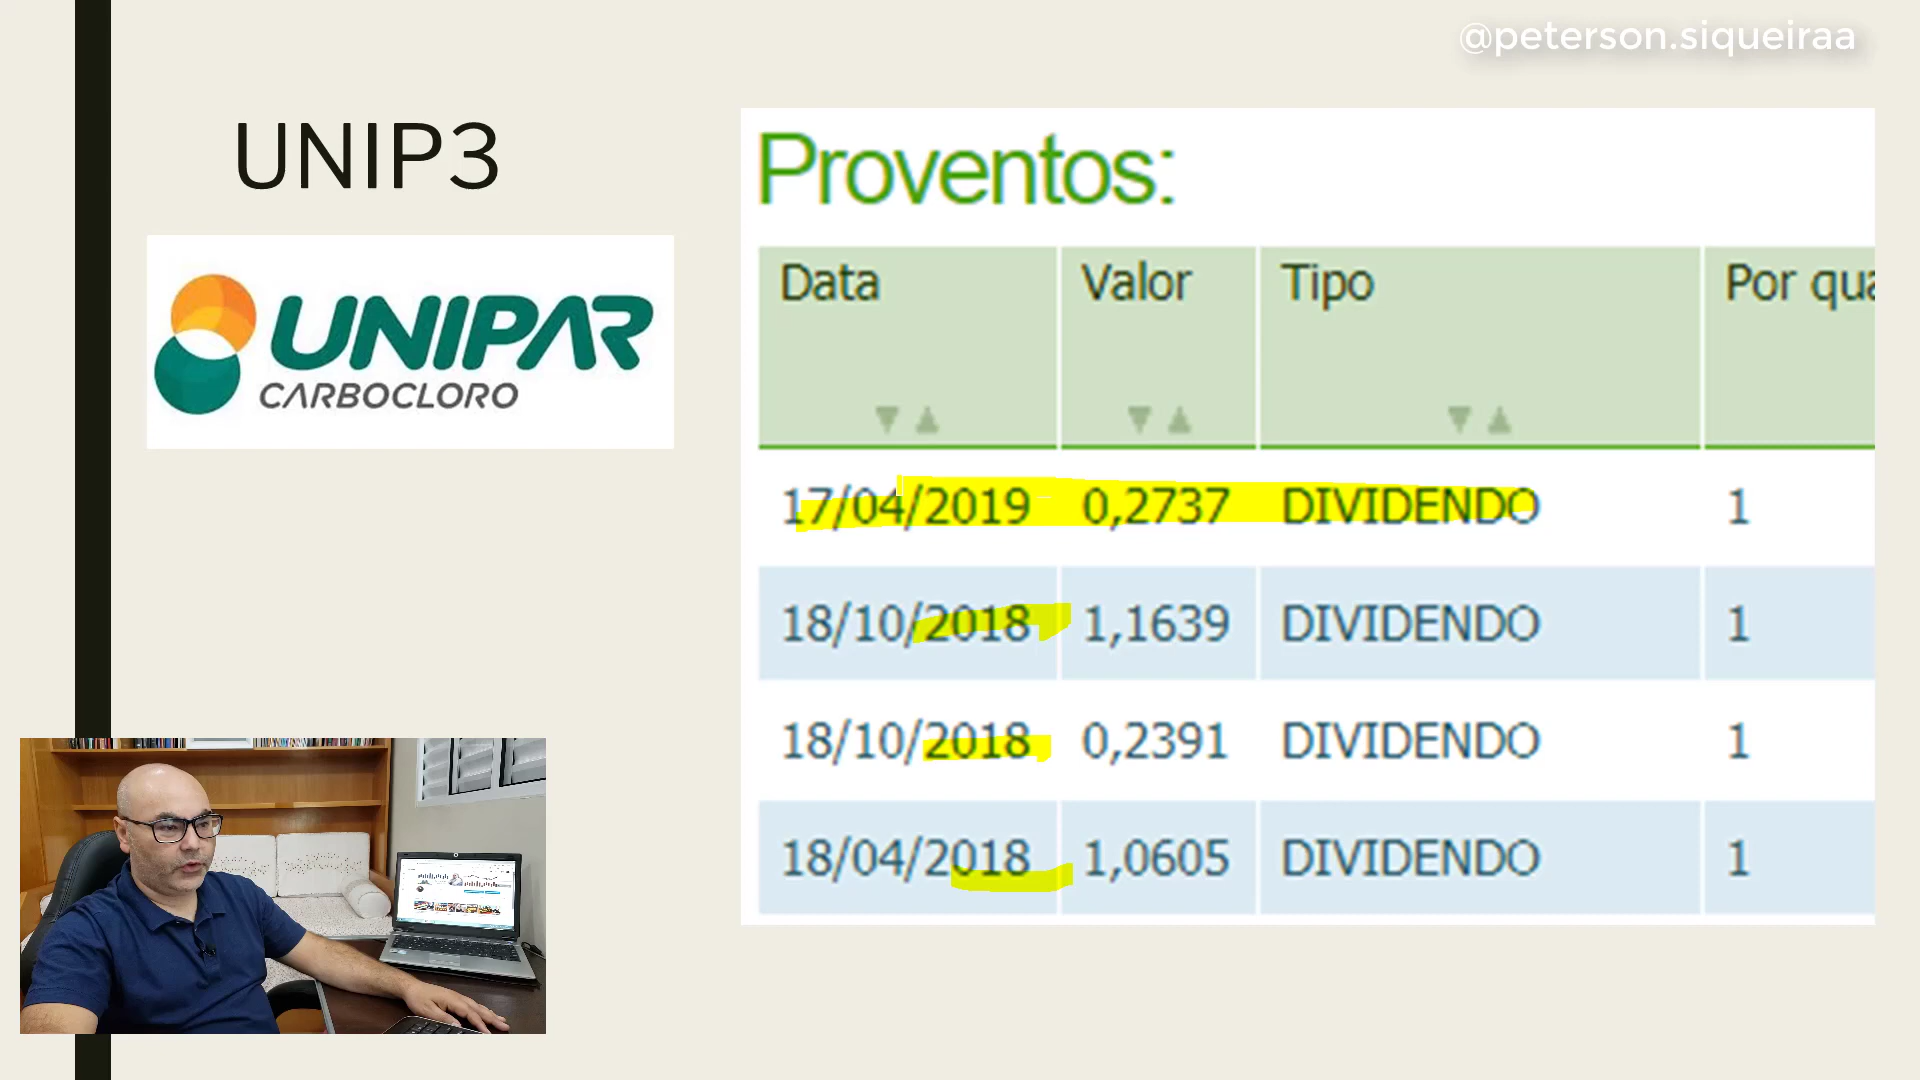 @peterson.siqueiraa
UNIP3
UNIPAR
CARBOCLORO
Proventos:
Data Valor Tipo Por qua
17/04/2019 0,2737 DIVIDENDO 1
18/10/2018 1,1639 DIVIDENDO 1
18/10/2018 0,2391 DIVIDENDO 1
18/04/2018 1,0605 DIVIDENDO 1